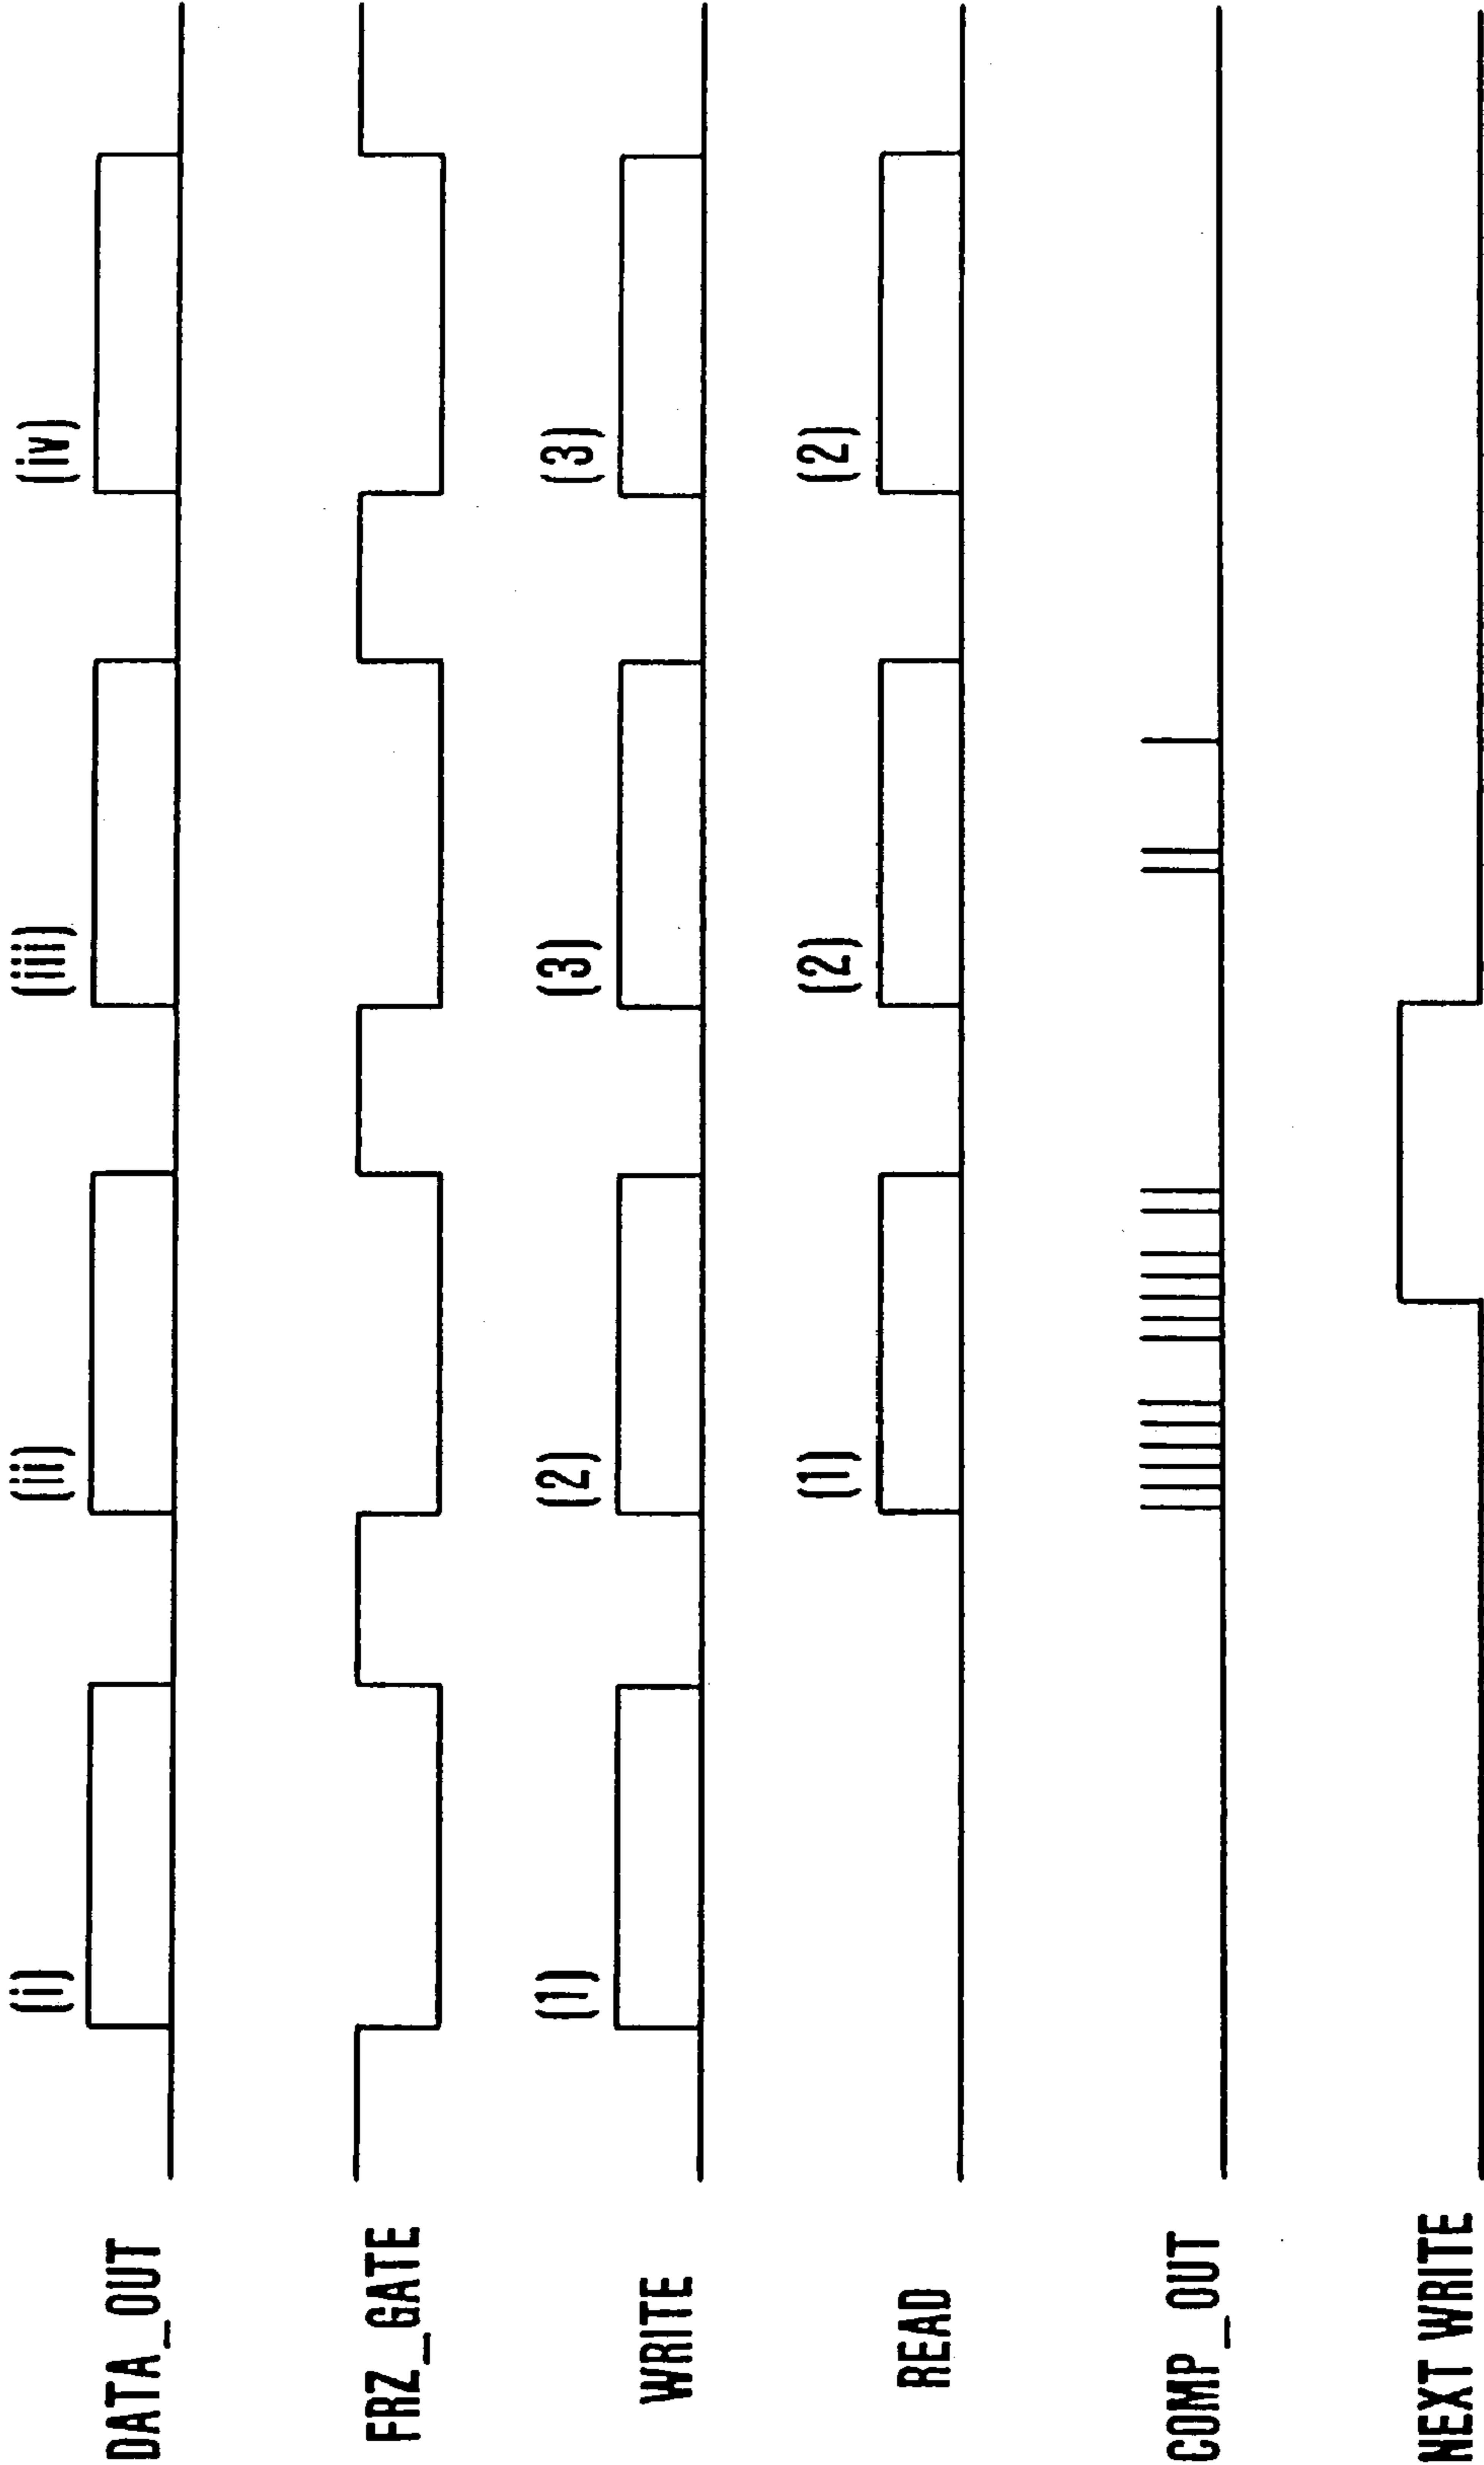 DATA_OUT (i) (ii) (iii) (iv)
FRZ_GATE
WRITE (1) (2) (3) (3)
READ (1) (2) (2)
COMP_OUT
NEXT WRITE